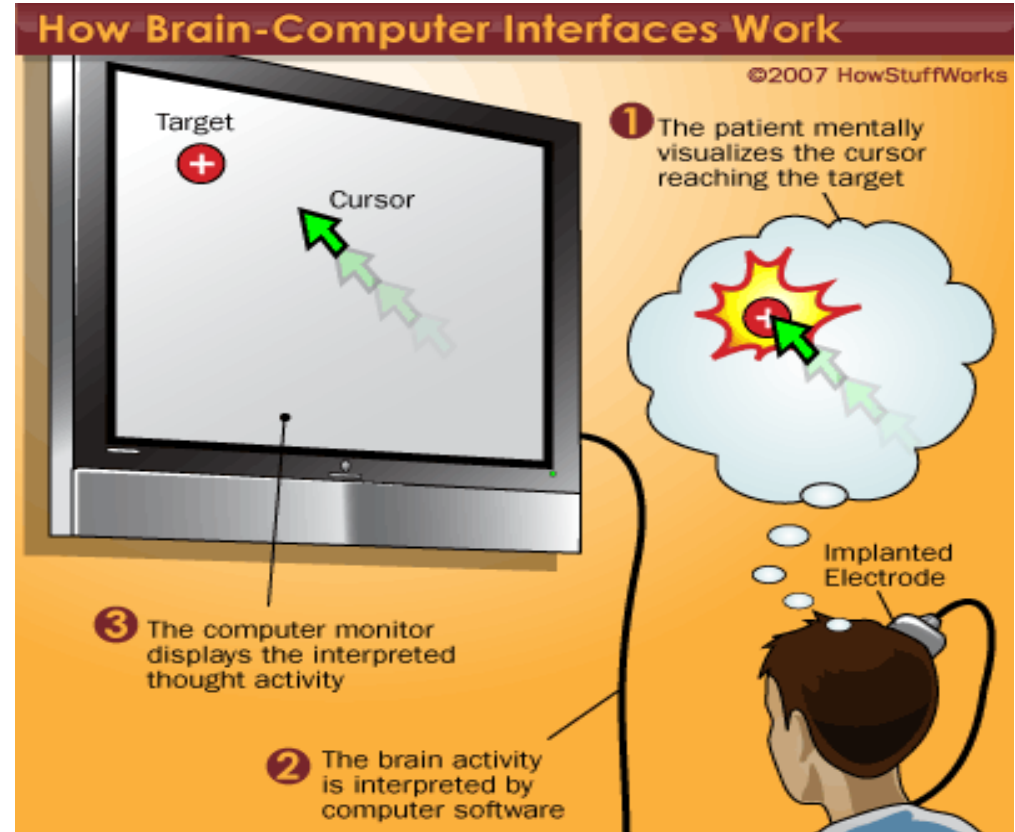 How Brain-Computer Interfaces Work
©2007 HowStuffWorks
Target
Cursor
1 The patient mentally
visualizes the cursor
reaching the target
Implanted
Electrode
3 The computer monitor
displays the interpreted
thought activity
2 The brain activity
is interpreted by
computer software